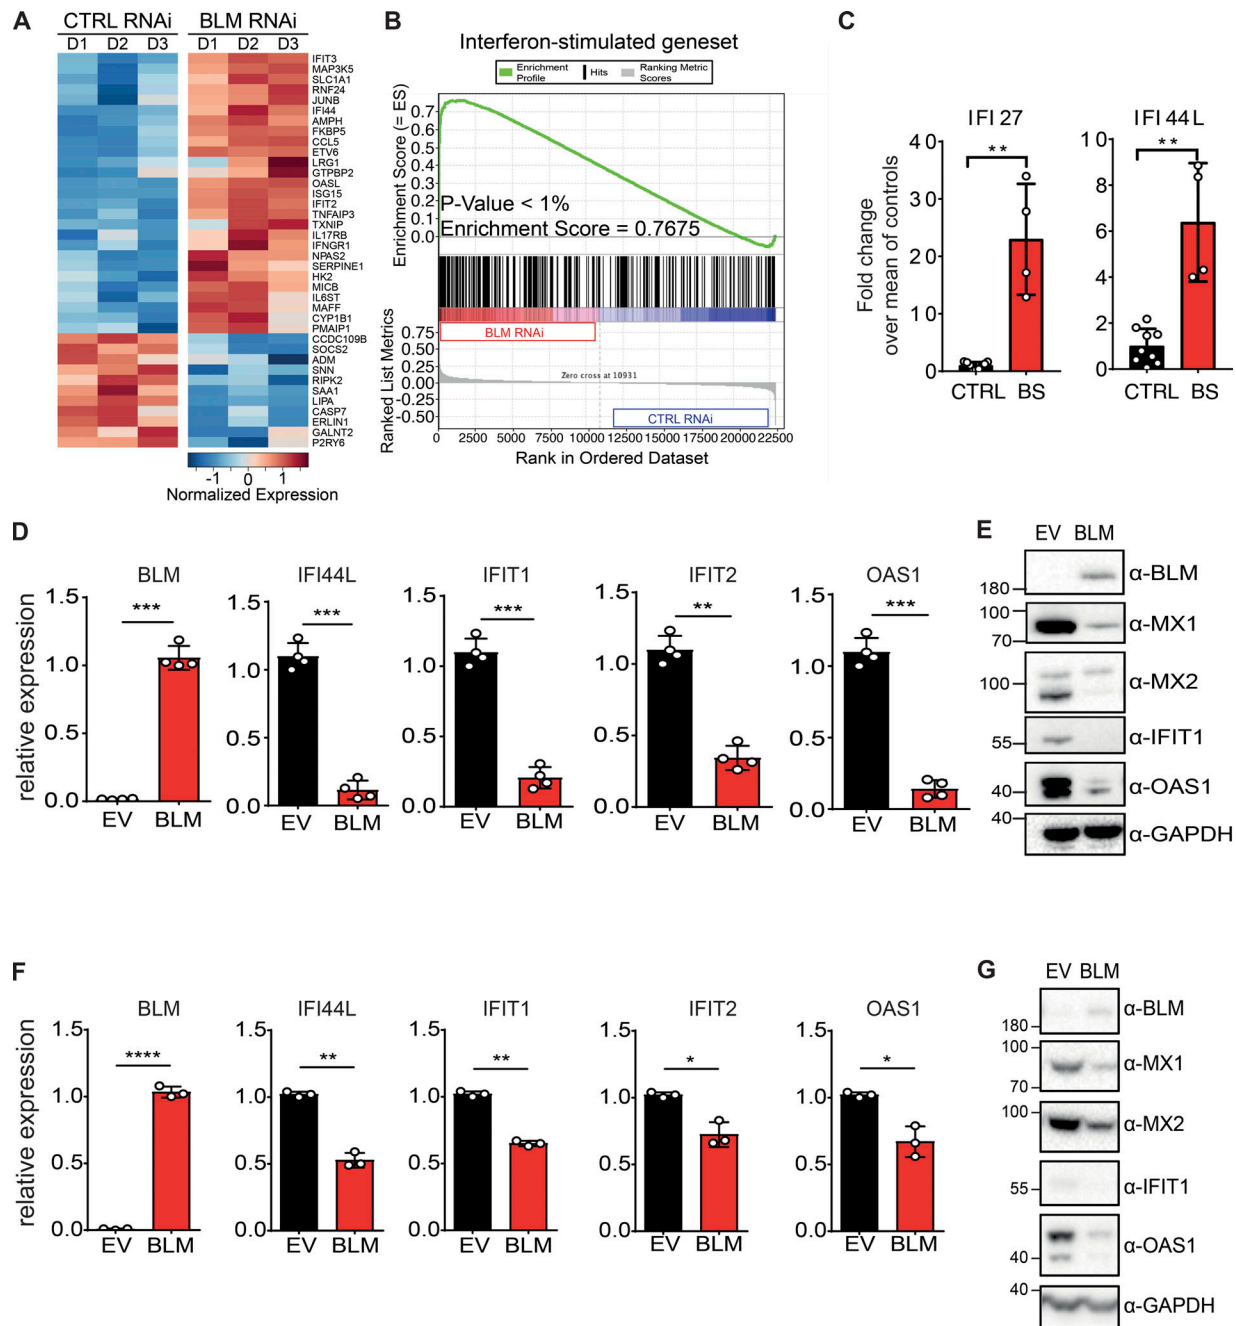 A
CTRL RNAi BLM RNAi
D1 D2 D3 D1 D2 D3
IFIT3
MAP3K5
SLC1A1
RNF24
JUNB
IFI44
AMPH
FKBP5
CCL5
ETV6
LRG1
GTPBP2
OASL
ISG15
IFIT2
TNFAIP3
TXNIP
IL17RB
IFNGR1
NPAS2
SERPINE1
HK2
MICB
IL6ST
MAFF
CYP1B1
PMAIP1
CCDC109B
SOCS2
ADM
SNN
RIPK2
SAA1
LIPA
CASP7
ERLIN1
GALNT2
P2RY6
-1 0 1
Normalized Expression
B
Interferon-stimulated geneset
Enrichment Profile Hits Ranking Metric Scores
Enrichment Score (= ES)
0.7
0.6
0.5
0.4
0.3
0.2
0.1
0.0
P-Value < 1%
Enrichment Score = 0.7675
BLM RNAi
Zero cross at 10931
CTRL RNAi
Ranked List Metrics
0.75
0.50
0.25
0.00
-0.25
-0.50
0 2500 5000 7500 10000 12500 15000 17500 20000 22500
Rank in Ordered Dataset
C
Fold change
over mean of controls
IFI 27
**
40
30
20
10
0
CTRL BS
IFI 44L
**
10
8
6
4
2
0
CTRL BS
D
relative expression
BLM
***
1.5
1.0
0.5
0.0
EV BLM
IFI44L
***
1.5
1.0
0.5
0.0
EV BLM
IFIT1
***
1.5
1.0
0.5
0.0
EV BLM
IFIT2
**
1.5
1.0
0.5
0.0
EV BLM
OAS1
***
1.5
1.0
0.5
0.0
EV BLM
E
EV BLM
180 α-BLM
100
70
α-MX1
100 α-MX2
55 α-IFIT1
40 α-OAS1
40
α-GAPDH
F
relative expression
BLM
****
1.5
1.0
0.5
0.0
EV BLM
IFI44L
**
1.5
1.0
0.5
0.0
EV BLM
IFIT1
**
1.5
1.0
0.5
0.0
EV BLM
IFIT2
*
1.5
1.0
0.5
0.0
EV BLM
OAS1
*
1.5
1.0
0.5
0.0
EV BLM
G
EV BLM
180 α-BLM
100
70
α-MX1
100 α-MX2
55 α-IFIT1
40 α-OAS1
40
α-GAPDH